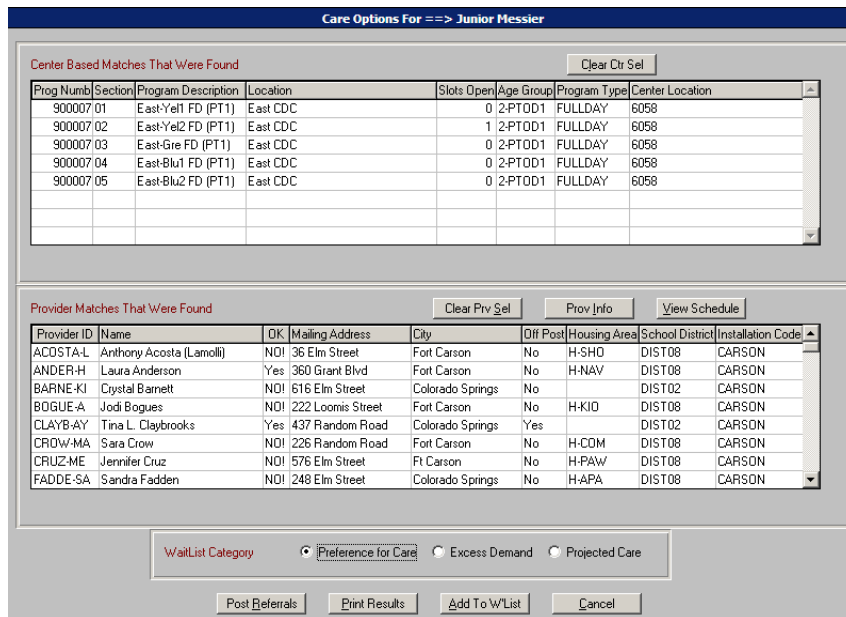 Care Options For ==> Junior Messier
Center Based Matches That Were Found Clear Ctr Sel
Prog Numb Section Program Description Location Slots Open Age Group Program Type Center Location
900007 01 East-Yel1 FD (PT1) East CDC 0 2-PTOD1 FULLDAY 6058
900007 02 East-Yel2 FD (PT1) East CDC 1 2-PTOD1 FULLDAY 6058
900007 03 East-Gre FD (PT1) East CDC 0 2-PTOD1 FULLDAY 6058
900007 04 East-Blu1 FD (PT1) East CDC 0 2-PTOD1 FULLDAY 6058
900007 05 East-Blu2 FD (PT1) East CDC 0 2-PTOD1 FULLDAY 6058
Provider Matches That Were Found Clear Prv Sel Prov Info View Schedule
Provider ID Name OK Mailing Address City Off Post Housing Area School District Installation Code
ACOSTA-L Anthony Acosta (Lamolli) NO! 36 Elm Street Fort Carson No H-SHO DIST08 CARSON
ANDER-H Laura Anderson Yes 360 Grant Blvd Fort Carson No H-NAV DIST08 CARSON
BARNE-KI Crystal Barnett NO! 616 Elm Street Colorado Springs No DIST02 CARSON
BOGUE-A Jodi Bogues NO! 222 Loomis Street Fort Carson No H-KIO DIST08 CARSON
CLAYB-AY Tina L. Claybrooks Yes 437 Random Road Colorado Springs Yes DIST02 CARSON
CROW-MA Sara Crow NO! 226 Random Road Fort Carson No H-COM DIST08 CARSON
CRUZ-ME Jennifer Cruz NO! 576 Elm Street Ft Carson No H-PAW DIST08 CARSON
FADDE-SA Sandra Fadden NO! 248 Elm Street Colorado Springs No H-APA DIST08 CARSON
WaitList Category Preference for Care Excess Demand Projected Care
Post Referrals Print Results Add To W'List Cancel